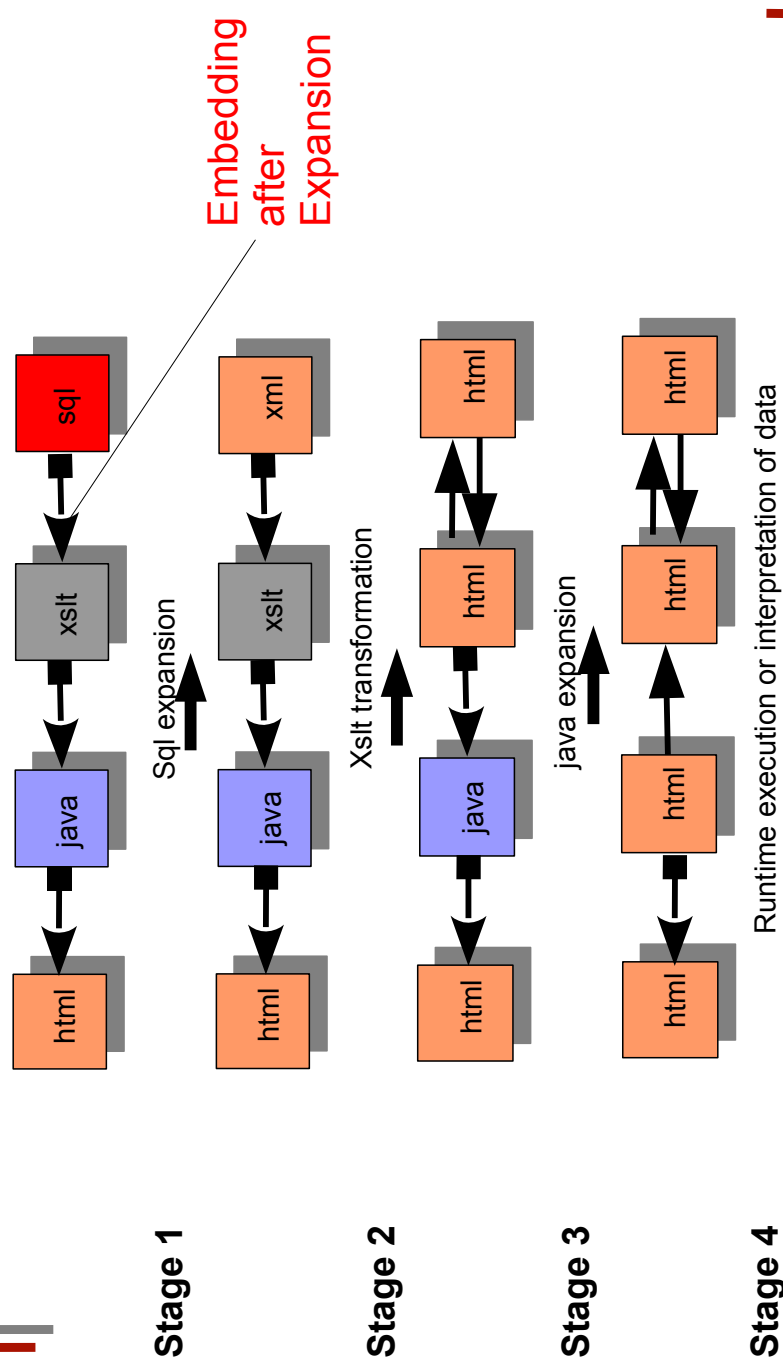 html
java
xslt
sql
Embedding
after
Expansion
Stage 1
Sql expansion
html
java
xslt
xml
Stage 2
Xslt transformation
html
java
html
html
Stage 3
java expansion
html
html
html
html
Stage 4
Runtime execution or interpretation of data